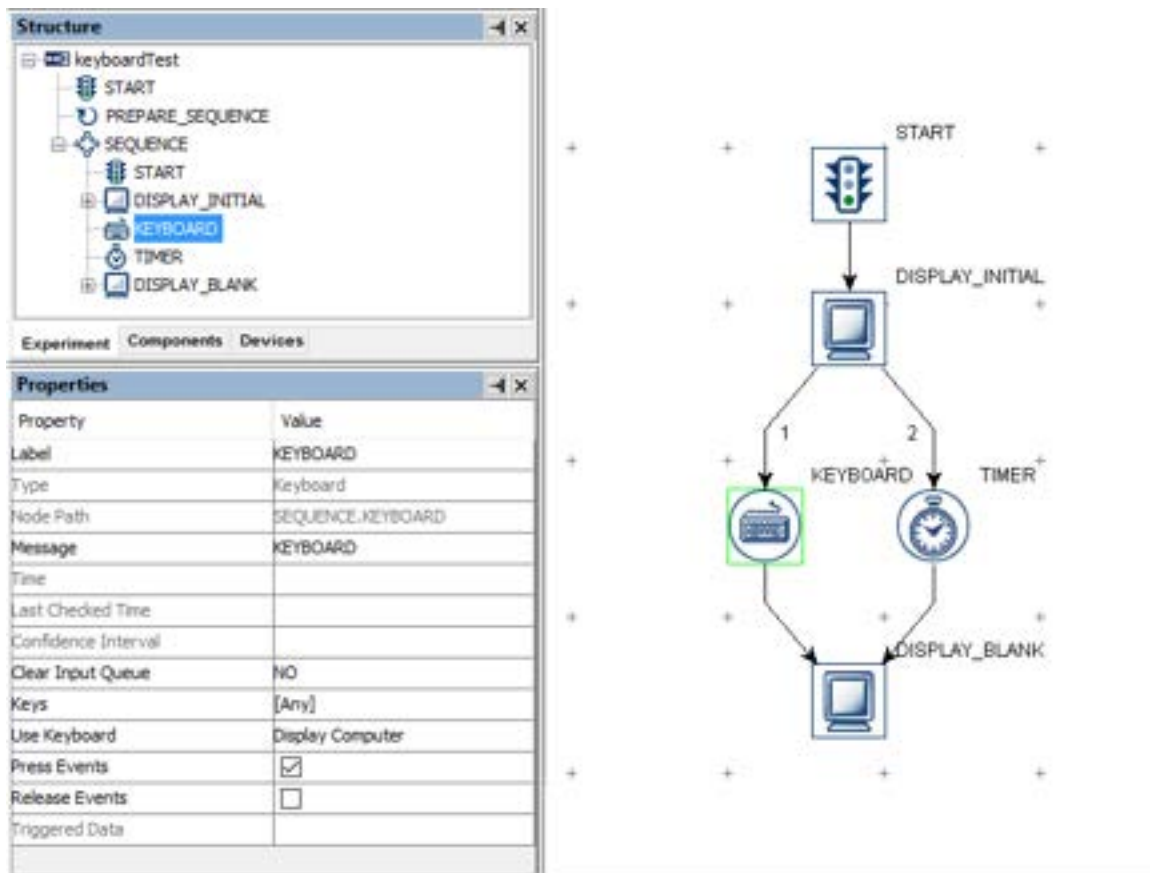 Structure
keyboardTest
START
PREPARE_SEQUENCE
SEQUENCE
START
DISPLAY_INITIAL
KEYBOARD
TIMER
DISPLAY_BLANK
Experiment Components Devices
Properties
Property Value
Label KEYBOARD
Type Keyboard
Node Path SEQUENCE.KEYBOARD
Message KEYBOARD
Time
Last Checked Time
Confidence Interval
Clear Input Queue NO
Keys [Any]
Use Keyboard Display Computer
Press Events
Release Events
Triggered Data
START
DISPLAY_INITIAL
1 2
KEYBOARD TIMER
DISPLAY_BLANK